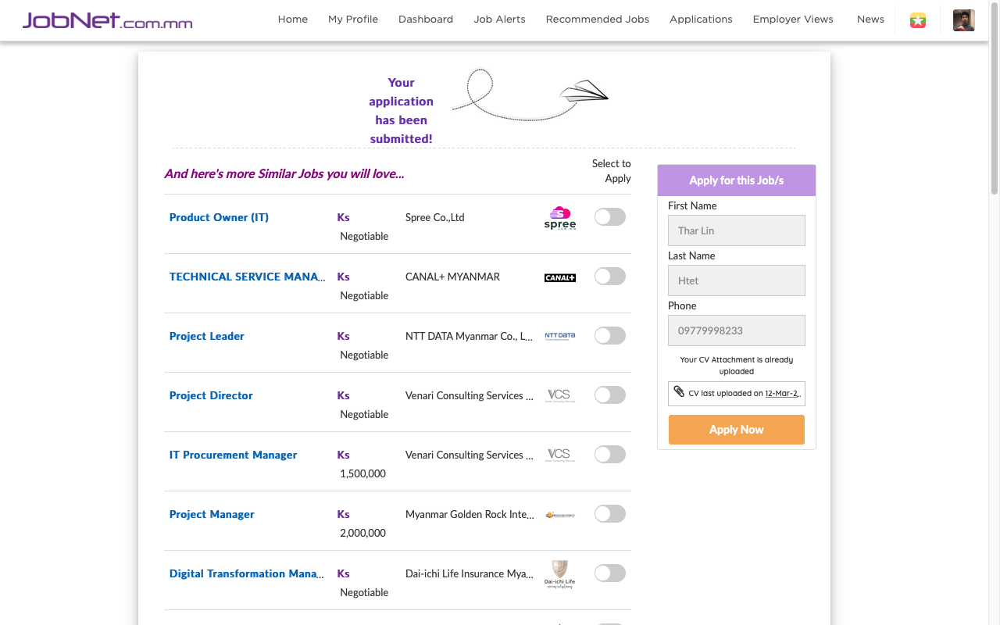 JobNet.com.mm
Home My Profile Dashboard Job Alerts Recommended Jobs Applications Employer Views News
Your
application
has been
submitted!
And here's more Similar Jobs you will love...
Select to
Apply
Product Owner (IT) Ks Spree Co.,Ltd
S
spree
Negotiable
TECHNICAL SERVICE MANA... Ks CANAL+ MYANMAR CANAL+
Negotiable
Project Leader Ks NTT DATA Myanmar Co., L... NTT DATA
Negotiable
Project Director Ks Venari Consulting Services ... VCS
Negotiable
IT Procurement Manager Ks Venari Consulting Services ... VCS
1,500,000
Project Manager Ks Myanmar Golden Rock Inte...
2,000,000
Digital Transformation Mana... Ks Dai-ichi Life Insurance Mya...
Dai-ichi Life
Negotiable
Apply for this Job/s
First Name
Thar Lin
Last Name
Htet
Phone
09779998233
Your CV Attachment is already
uploaded
CV last uploaded on 12-Mar-2...
Apply Now